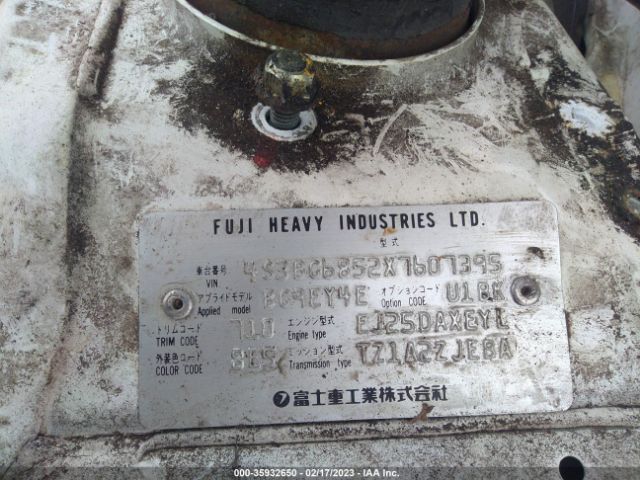 FUJI HEAVY INDUSTRIES LTD.
型式
車台番号 VIN 4S3BG6852X7607395
アプライドモデル Applied model BG9EY4E オプションコード Option CODE U1BK
トリムコード TRIM CODE 710 エンジン型式 Engine type EJ25DAXEYL
外装色コード COLOR CODE ミッション型式 Transmission type TZ1A2ZJEBA
富士重工業株式会社
000-35932650 - 02/17/2023 - IAA Inc.